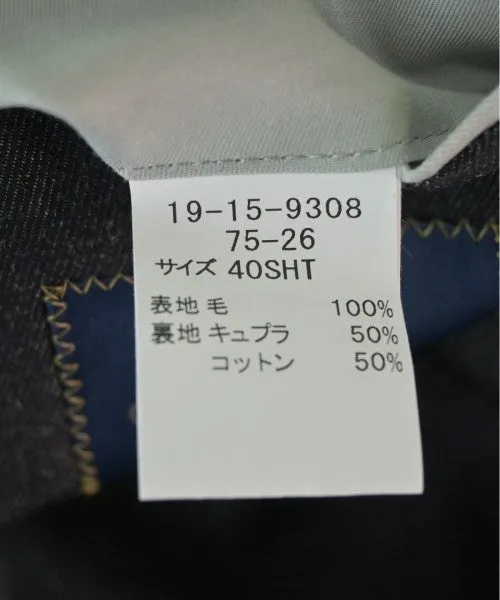 19-15-9308
75-26
サイズ 40SHT
表地 毛 100%
裏地 キュプラ 50%
コットン 50%